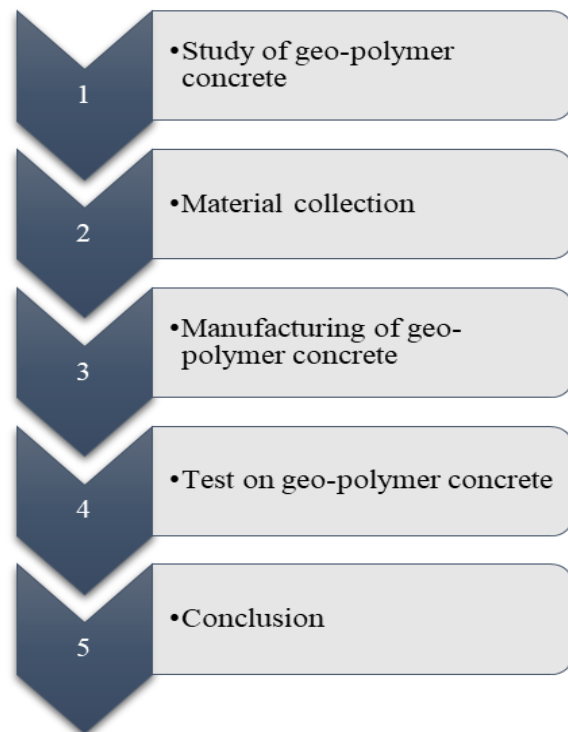 1
•Study of geo-polymer
concrete
2
•Material collection
3
•Manufacturing of geo-
polymer concrete
4
•Test on geo-polymer concrete
5
•Conclusion